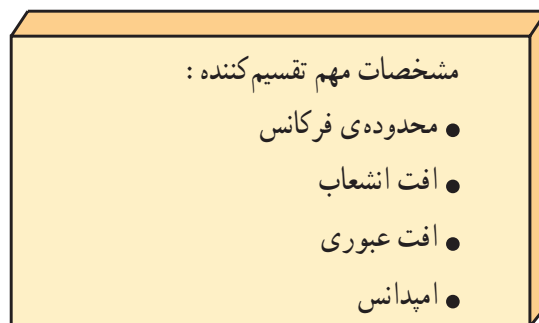 مشخصات مهم تقسیم‌کننده :
● محدوده‌ی فرکانس
● افت انشعاب
● افت عبوری
● امپدانس